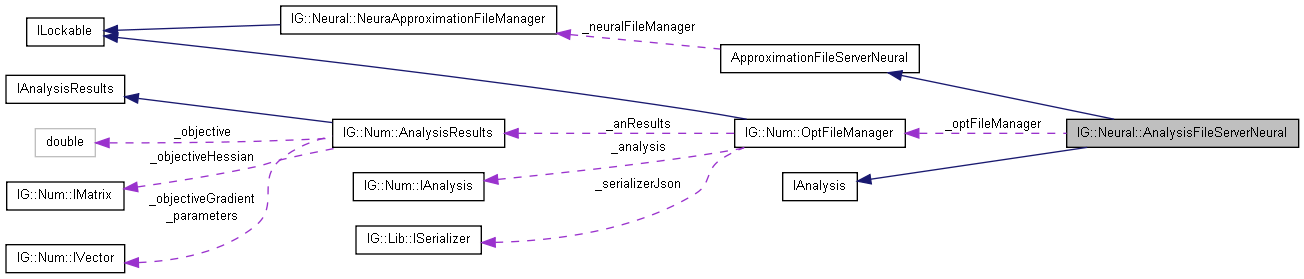 IG::Neural::NeuraApproximationFileManager
_neuralFileManager
ILockable
ApproximationFileServerNeural
IAnalysisResults
_objective
IG::Num::AnalysisResults
_anResults
IG::Num::OptFileManager
_optFileManager
IG::Neural::AnalysisFileServerNeural
double
_analysis
_objectiveHessian
IG::Num::IMatrix
IG::Num::IAnalysis
_serializerJson
IAnalysis
_objectiveGradient
_parameters
IG::Lib::ISerializer
IG::Num::IVector